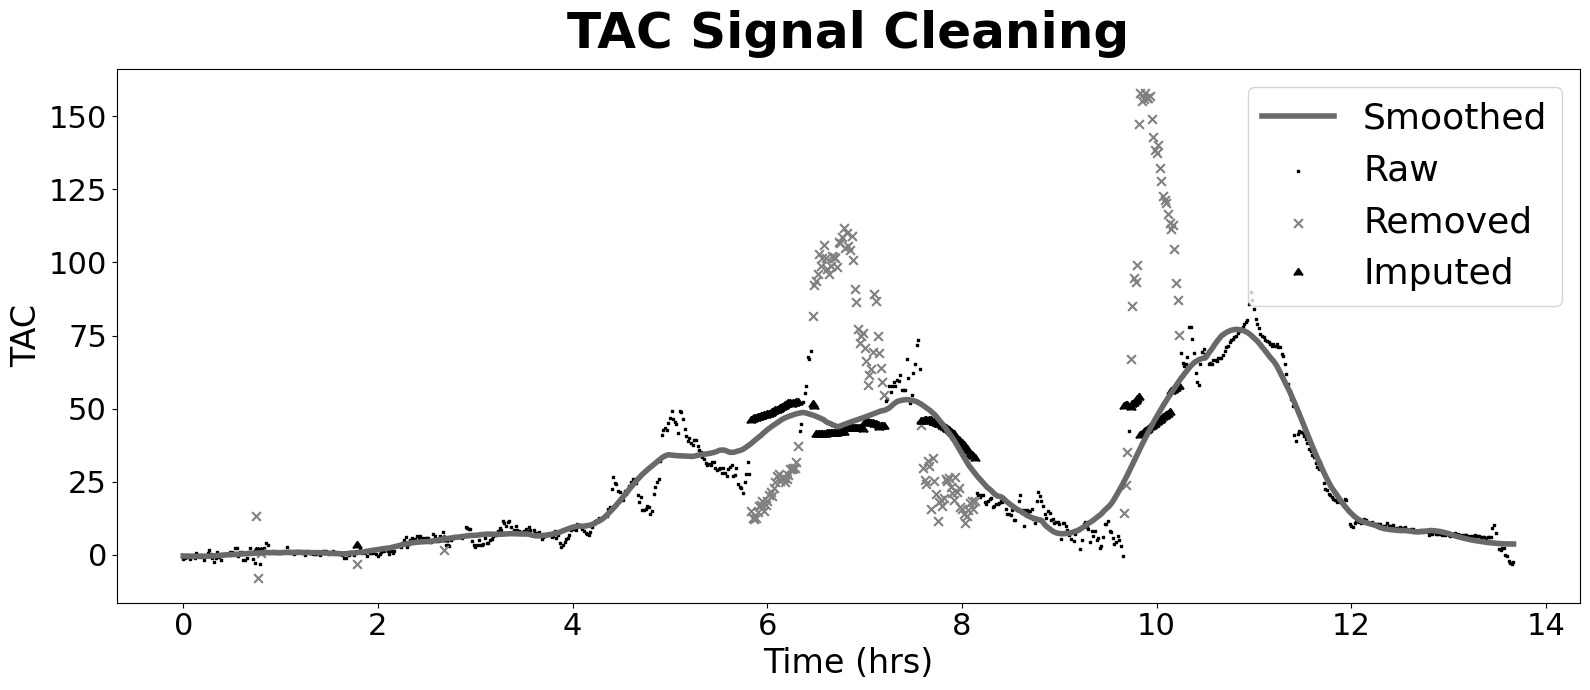 TAC Signal Cleaning
Smoothed
Raw
Removed
Imputed
TAC
150
125
100
75
50
25
0
0 2 4 6 8 10 12 14
Time (hrs)